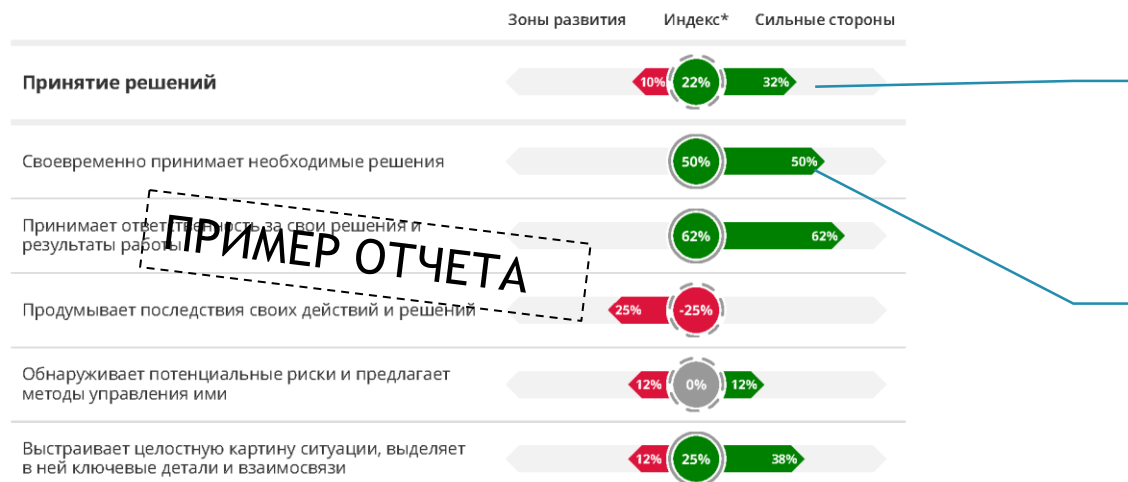 Зоны развития Индекс* Сильные стороны
Принятие решений 10% 22% 32%
Своевременно принимает необходимые решения 50% 50%
Принимает ответственность за свои решения и
результаты работы 62% 62%
ПРИМЕР ОТЧЕТА
Продумывает последствия своих действий и решений 25% -25%
Обнаруживает потенциальные риски и предлагает
методы управления ими 12% 0% 12%
Выстраивает целостную картину ситуации, выделяет
в ней ключевые детали и взаимосвязи 12% 25% 38%